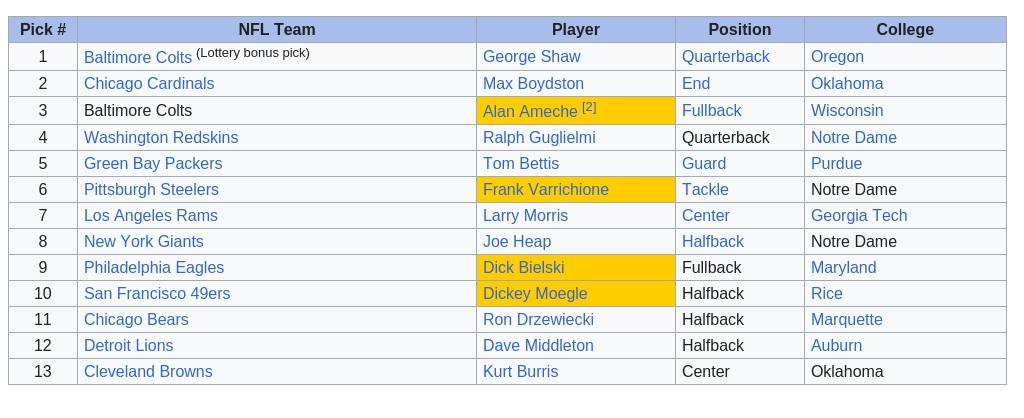 Pick # NFL Team Player Position College
1 Baltimore Colts (Lottery bonus pick) George Shaw Quarterback Oregon
2 Chicago Cardinals Max Boydston End Oklahoma
3 Baltimore Colts Alan Ameche [2] Fullback Wisconsin
4 Washington Redskins Ralph Guglielmi Quarterback Notre Dame
5 Green Bay Packers Tom Bettis Guard Purdue
6 Pittsburgh Steelers Frank Varrichione Tackle Notre Dame
7 Los Angeles Rams Larry Morris Center Georgia Tech
8 New York Giants Joe Heap Halfback Notre Dame
9 Philadelphia Eagles Dick Bielski Fullback Maryland
10 San Francisco 49ers Dickey Moegle Halfback Rice
11 Chicago Bears Ron Drzewiecki Halfback Marquette
12 Detroit Lions Dave Middleton Halfback Auburn
13 Cleveland Browns Kurt Burris Center Oklahoma